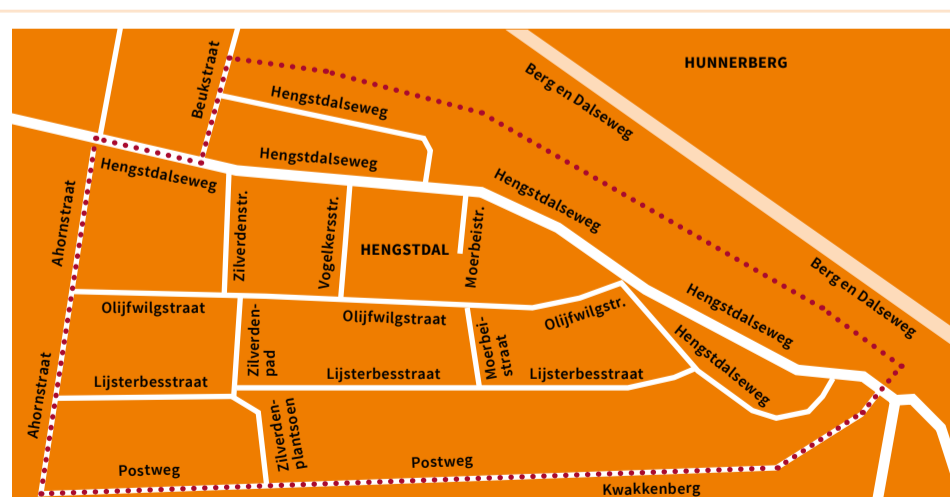 HUNNERBERG
Beukstraat
Berg en Dalseweg
Hengstdalseweg
Hengstdalseweg
Hengstdalseweg
Hengstdalseweg
Ahornstraat
Zilverdenstr.
Vogelkersstr.
HENGSTDAL
Moerbeistr.
Berg en Dalseweg
Hengstdalseweg
Olijfwilgstraat
Olijfwilgstraat
Olijfwilgstr.
Hengstdalseweg
Zilverden-
pad
Moerbei-
straat
Ahornstraat
Lijsterbesstraat
Lijsterbesstraat
Lijsterbesstraat
Zilverden-
plantsoen
Postweg
Postweg
Kwakkenberg